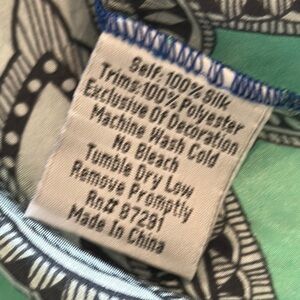 Self: 100% Silk
Trims: 100% Polyester
Exclusive Of Decoration
Machine Wash Cold
No Bleach
Tumble Dry Low
Remove Promptly
Rn# 87281
Made In China